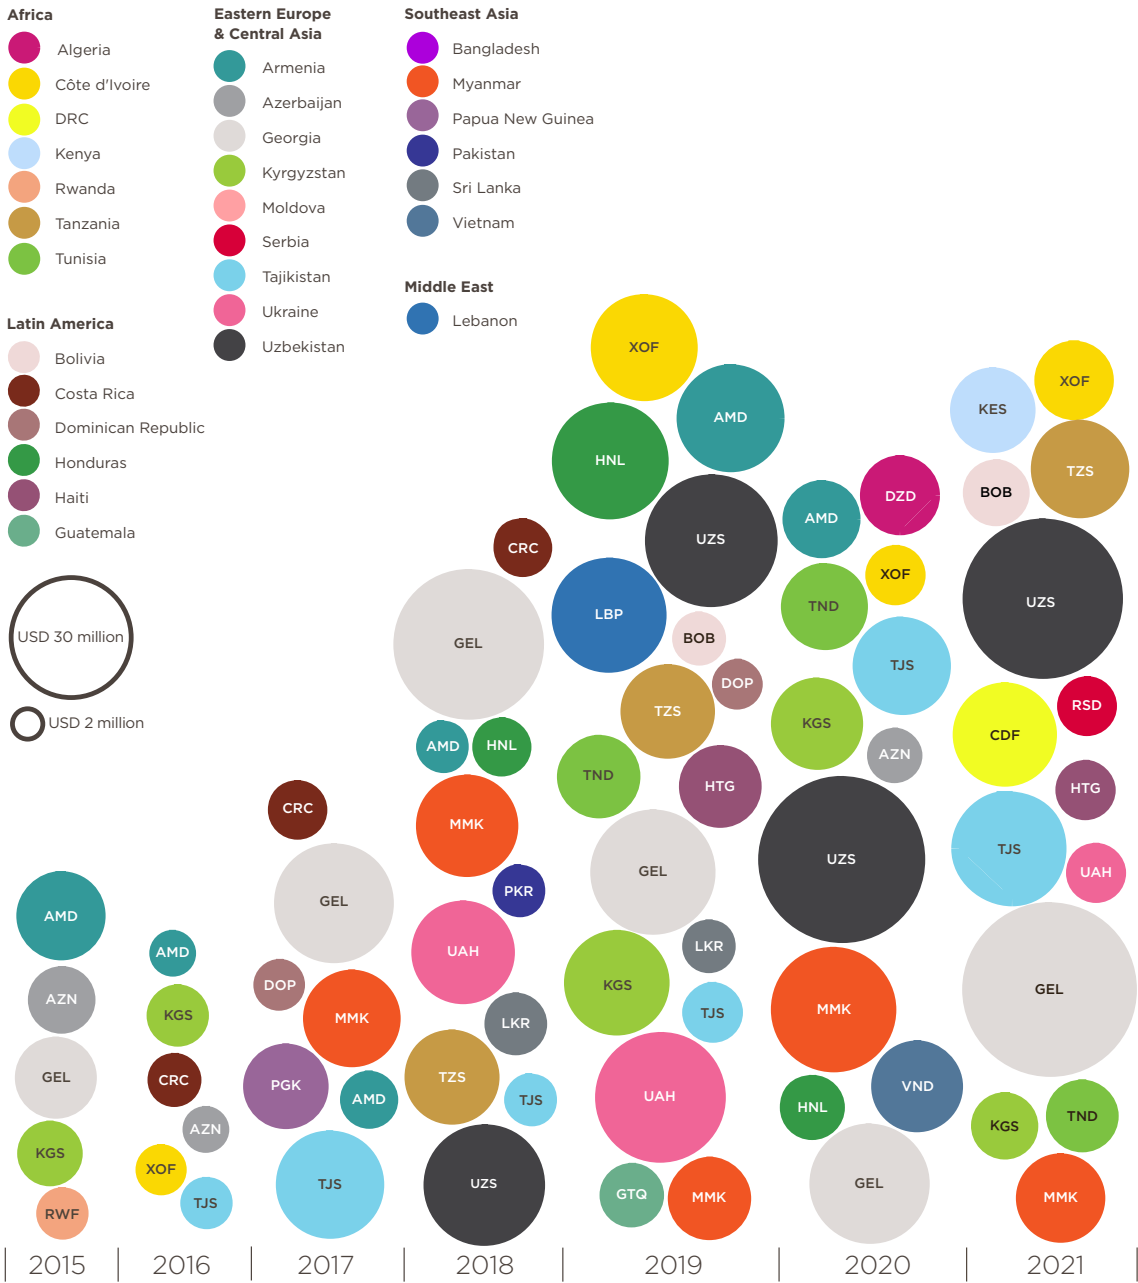 Africa
Algeria
Côte d'Ivoire
DRC
Kenya
Rwanda
Tanzania
Tunisia
Latin America
Bolivia
Costa Rica
Dominican Republic
Honduras
Haiti
Guatemala
Eastern Europe
& Central Asia
Armenia
Azerbaijan
Georgia
Kyrgyzstan
Moldova
Serbia
Tajikistan
Ukraine
Uzbekistan
Southeast Asia
Bangladesh
Myanmar
Papua New Guinea
Pakistan
Sri Lanka
Vietnam
Middle East
Lebanon
USD 30 million
USD 2 million
AMD
AZN
GEL
KGS
RWF
AMD
KGS
CRC
AZN
XOF
TJS
CRC
GEL
DOP
MMK
PGK
AMD
TJS
CRC
GEL
AMD
HNL
MMK
PKR
UAH
LKR
TZS
TJS
UZS
XOF
AMD
HNL
UZS
LBP
BOB
DOP
TZS
TND
HTG
GEL
LKR
KGS
TJS
UAH
GTQ
MMK
DZD
AMD
XOF
TND
TJS
KGS
AZN
UZS
MMK
VND
HNL
GEL
XOF
KES
TZS
BOB
UZS
RSD
CDF
HTG
TJS
UAH
GEL
TND
KGS
MMK
2015
2016
2017
2018
2019
2020
2021